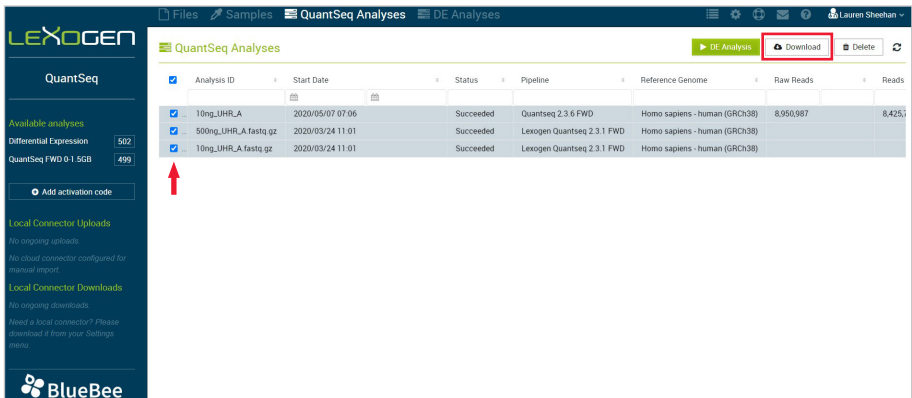 Files Samples QuantSeq Analyses DE Analyses Lauren Sheehan
LEXOGEN
QuantSeq Analyses DE Analysis Download Delete
QuantSeq
Analysis ID Start Date Status Pipeline Reference Genome Raw Reads Reads
10ng_UHR_A 2020/05/07 07:06 Succeeded Quantseq 2.3.6 FWD Homo sapiens - human (GRCh38) 8,950,987 8,425,7
500ng_UHR_A.fastq.gz 2020/03/24 11:01 Succeeded Lexogen Quantseq 2.3.1 FWD Homo sapiens - human (GRCh38)
10ng_UHR_A.fastq.gz 2020/03/24 11:01 Succeeded Lexogen Quantseq 2.3.1 FWD Homo sapiens - human (GRCh38)
Available analyses
Differential Expression 502
QuantSeq FWD 0-1.5GB 499
Add activation code
Local Connector Uploads
No ongoing uploads.
No cloud connector configured for
manual import.
Local Connector Downloads
No ongoing downloads.
Need a local connector? Please
download it from your Settings
menu.
BlueBee